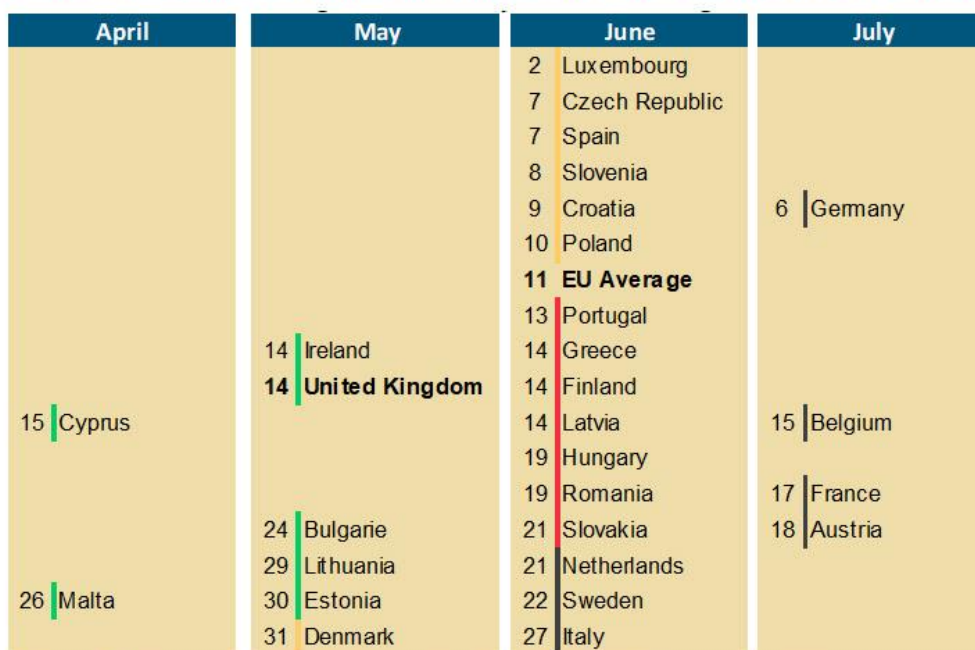 April
15 Cyprus
26 Malta
May
14 Ireland
14 United Kingdom
24 Bulgarie
29 Lithuania
30 Estonia
31 Denmark
June
2 Luxembourg
7 Czech Republic
7 Spain
8 Slovenia
9 Croatia
10 Poland
11 EU Average
13 Portugal
14 Greece
14 Finland
14 Latvia
19 Hungary
19 Romania
21 Slovakia
21 Netherlands
22 Sweden
27 Italy
July
6 Germany
15 Belgium
17 France
18 Austria